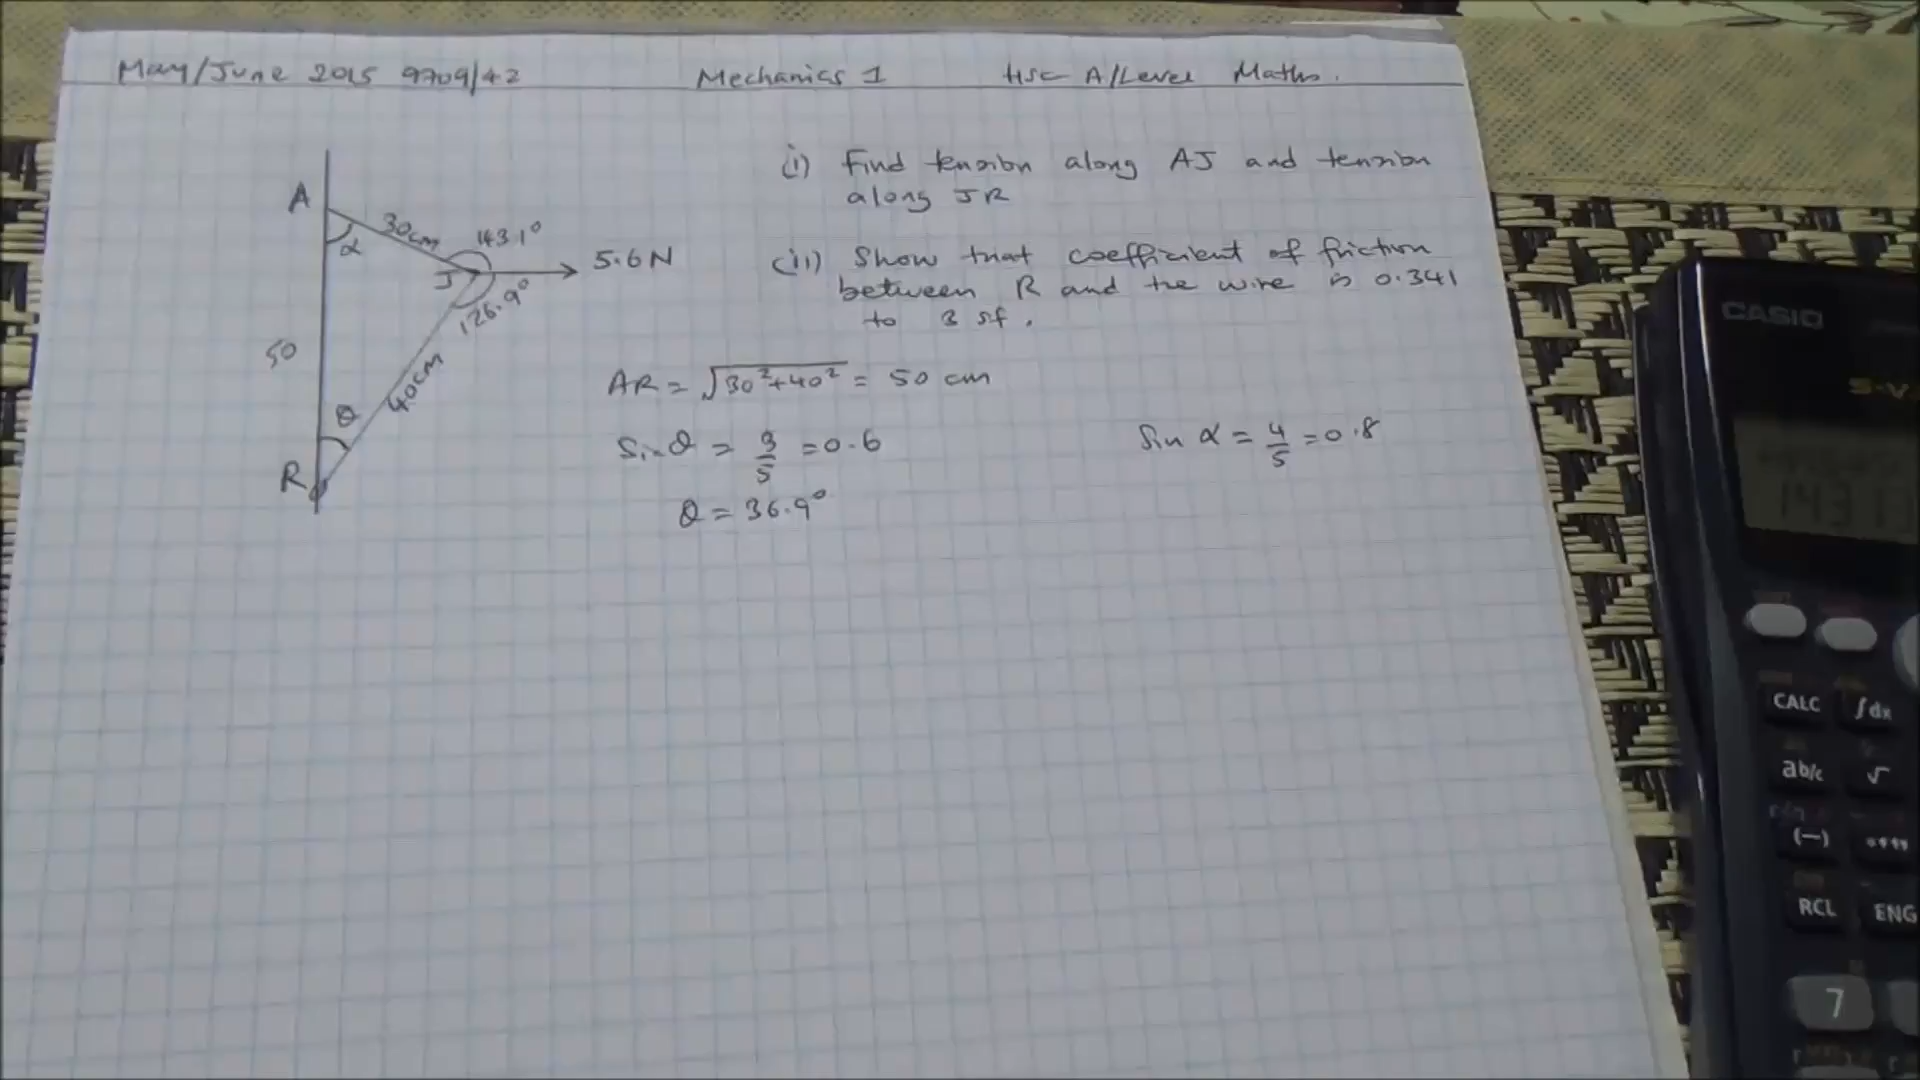 May/June 2015 9709/42 Mechanics 1 HSC A/Level Maths.
(i) Find tension along AJ and tension
along JR
(ii) Show that coefficient of friction
between R and the wire is 0.341
to 3 sf.
A
α
30cm
143.1°
J
5.6N
126.9°
50
40cm
θ
R
AR = √30²+40² = 50 cm
Sinθ = 3/5 = 0.6
Sin α = 4/5 = 0.8
θ = 36.9°
CASIO
S-V
1431
CALC ∫dx
ab/c √
(−)
RCL ENG
7